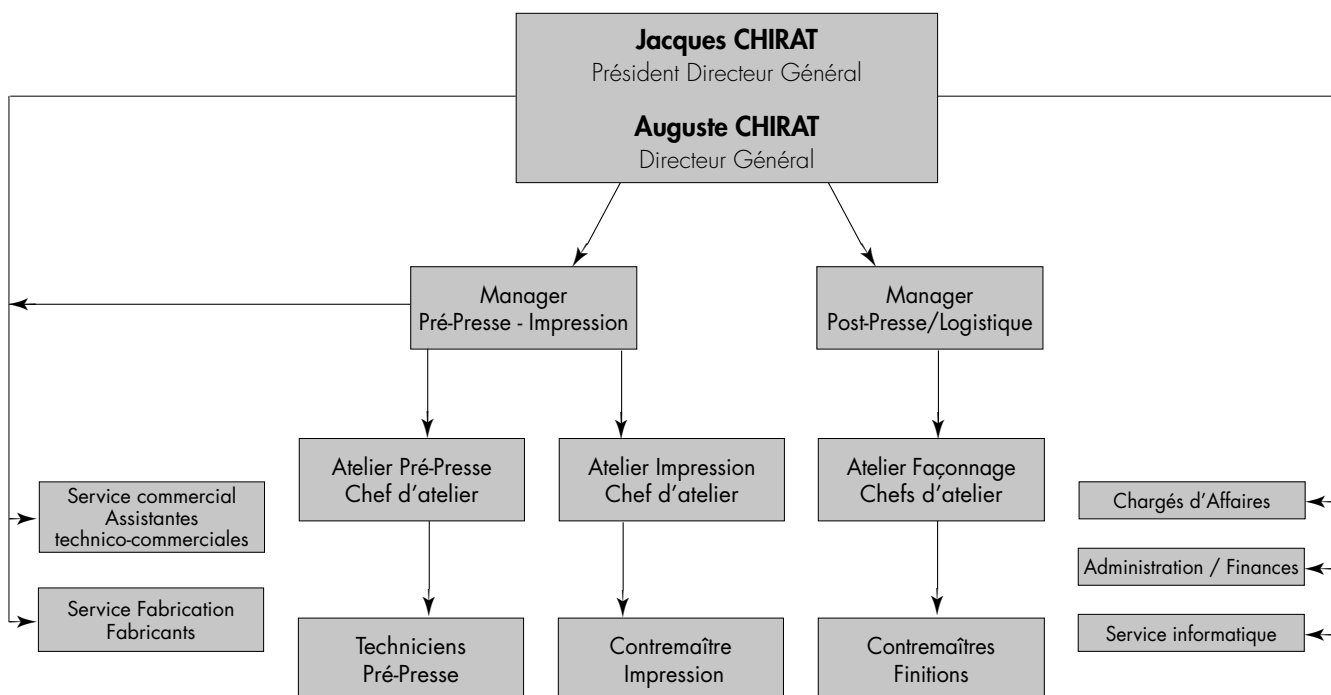 Jacques CHIRAT
Président Directeur Général
Auguste CHIRAT
Directeur Général
Manager
Pré-Presse - Impression
Manager
Post-Presse/Logistique
Atelier Pré-Presse
Chef d'atelier
Atelier Impression
Chef d'atelier
Atelier Façonnage
Chefs d'atelier
Service commercial
Assistantes
technico-commerciales
Chargés d'Affaires
Administration / Finances
Service Fabrication
Fabricants
Service informatique
Techniciens
Pré-Presse
Contremaître
Impression
Contremaîtres
Finitions